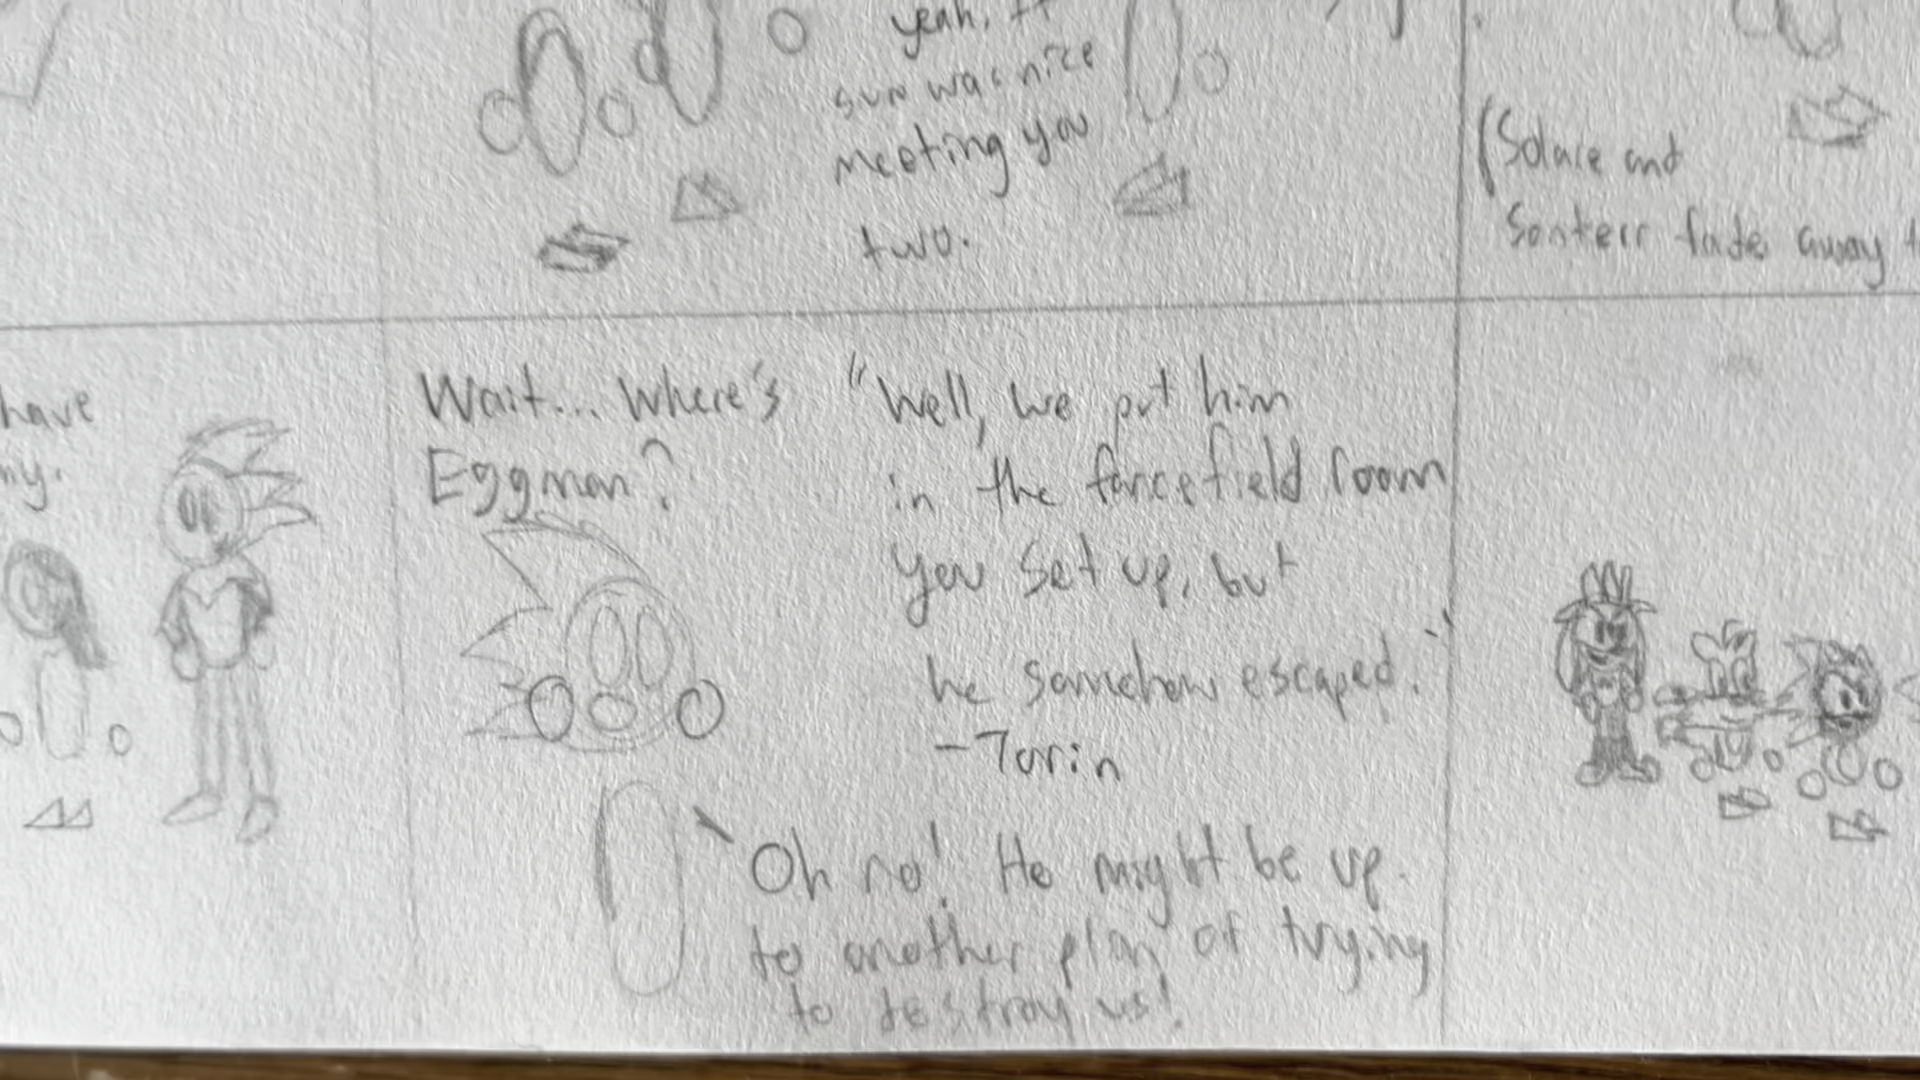 yeah, it
sure was nice
meeting you
two.
(Solace and
Sonterr fade away
have
my.
Wait... Where's
Eggman?
"Well, we put him
in the forcefield room
you set up, but
he somehow escaped."
-Torin
Oh no! He might be up
to another plan of trying
to destroy us!